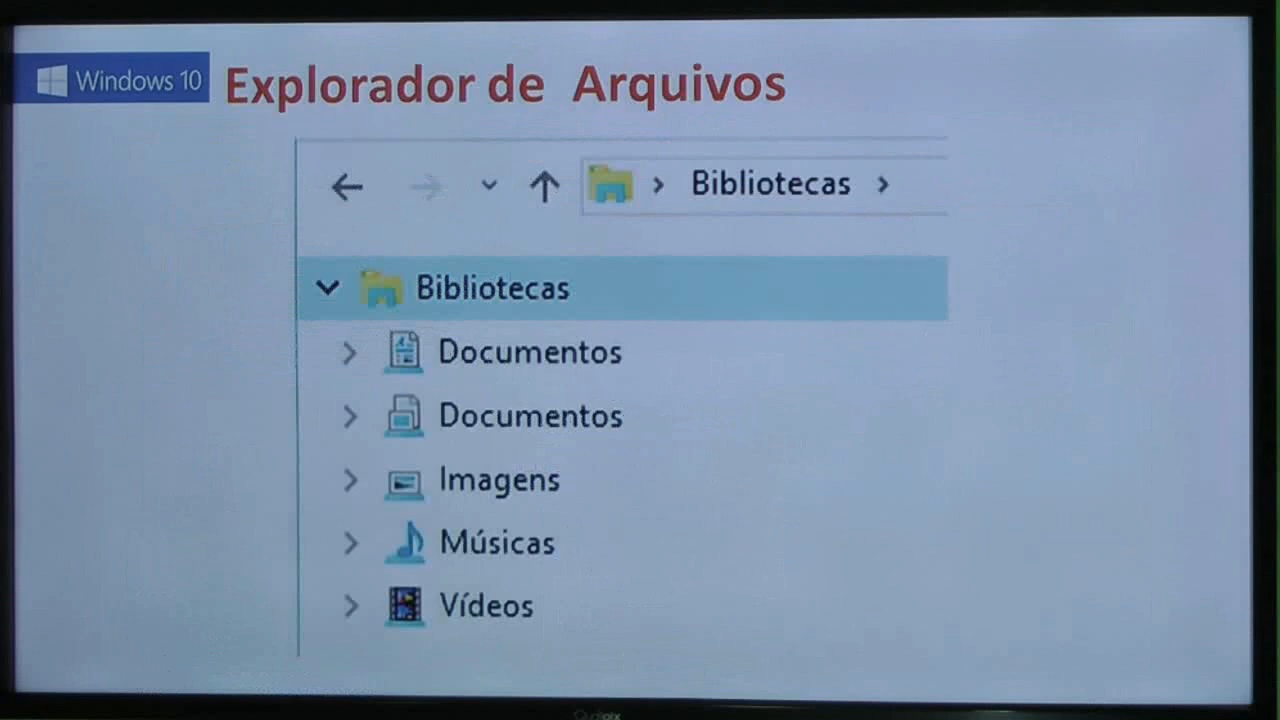 Windows 10
Explorador de Arquivos
Bibliotecas
Bibliotecas
Documentos
Documentos
Imagens
Músicas
Vídeos